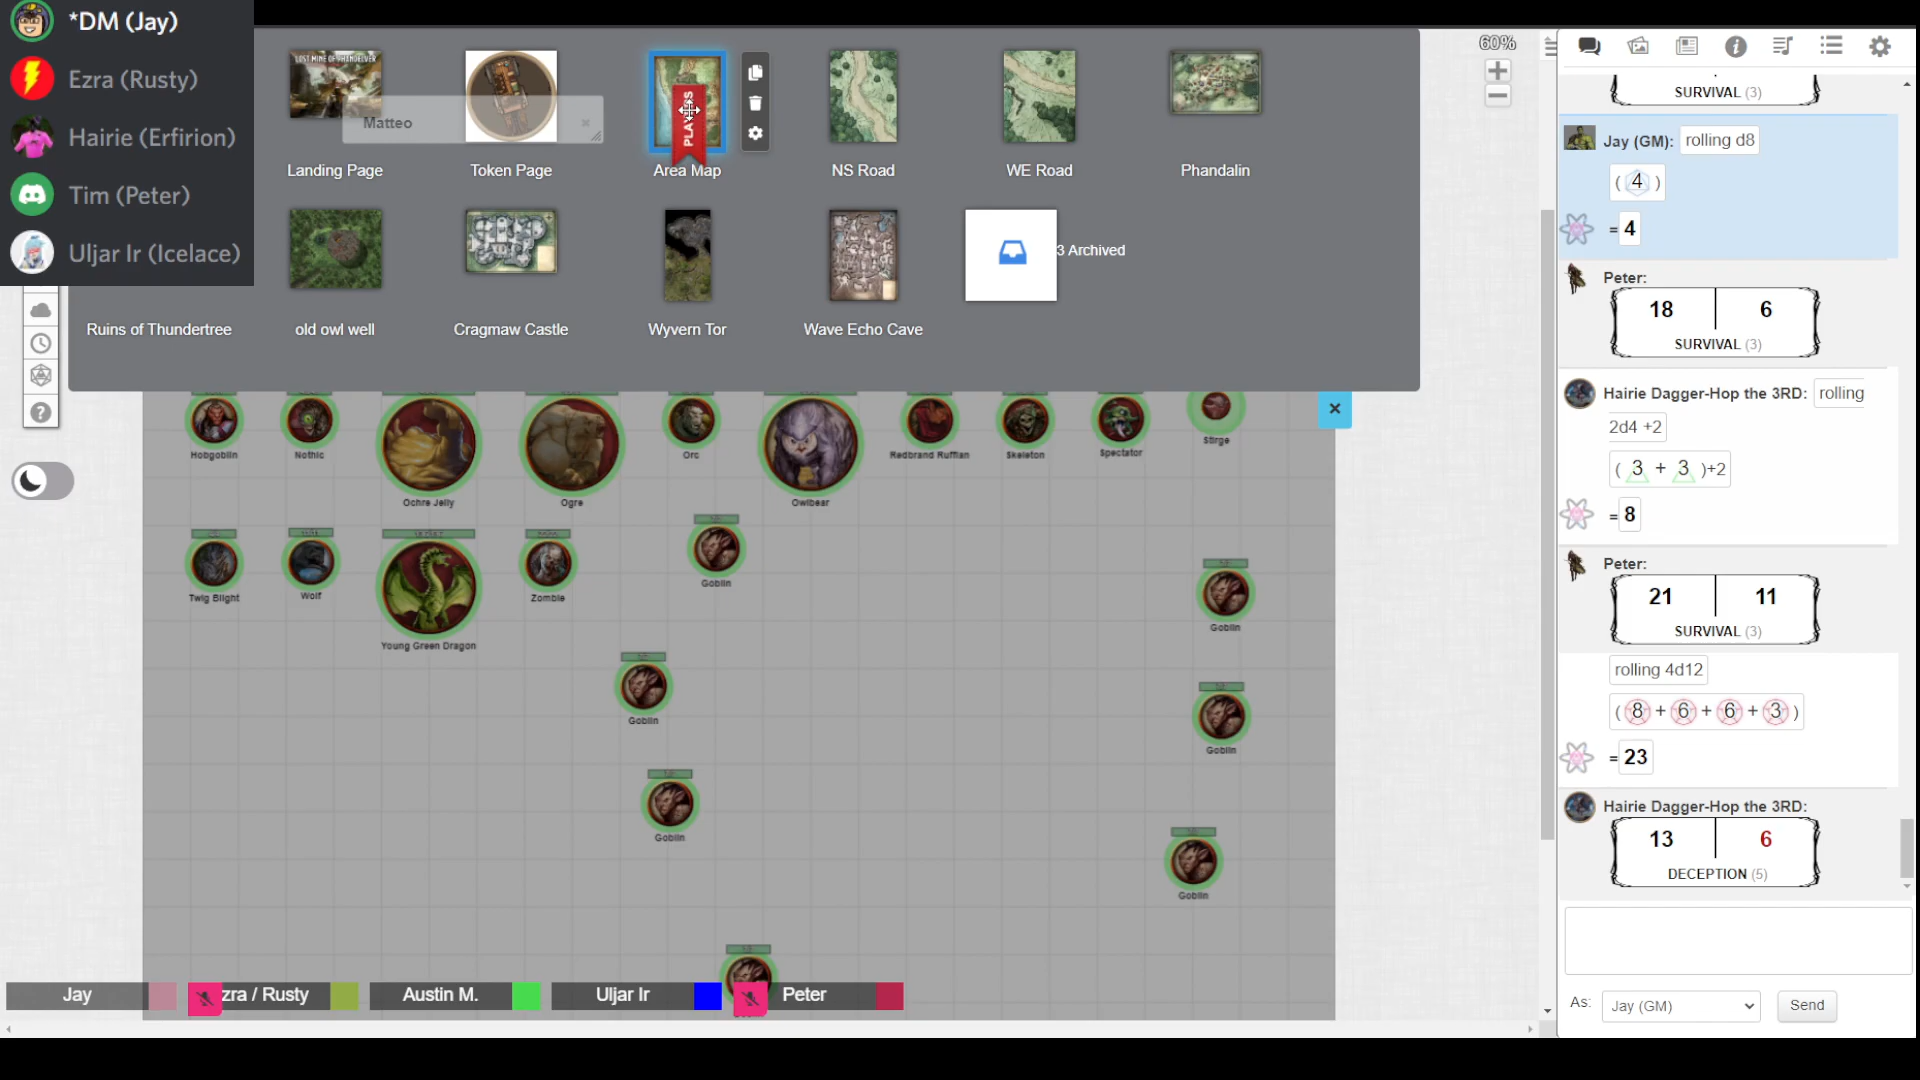 *DM (Jay)
Ezra (Rusty)
Hairie (Erfirion)
Tim (Peter)
Uljar Ir (Icelace)
LOST MINE OF PHANDELVER
Matteo
PLAYERS
Landing Page
Token Page
Area Map
NS Road
WE Road
Phandalin
3 Archived
Ruins of Thundertree
old owl well
Cragmaw Castle
Wyvern Tor
Wave Echo Cave
60%
Hobgoblin
Nothic
Ochre Jelly
Ogre
Orc
Owlbear
Redbrand Ruffian
Skeleton
Spectator
Stirge
Twig Blight
Wolf
Young Green Dragon
Zombie
Goblin
Goblin
Goblin
Goblin
Goblin
Goblin
Jay
zra / Rusty
Austin M.
Uljar Ir
Peter
SURVIVAL (3)
Jay (GM): rolling d8
( 4 )
= 4
Peter:
18 6
SURVIVAL (3)
Hairie Dagger-Hop the 3RD: rolling
2d4 +2
( 3 + 3 )+2
= 8
Peter:
21 11
SURVIVAL (3)
rolling 4d12
( 8 + 6 + 6 + 3 )
= 23
Hairie Dagger-Hop the 3RD:
13 6
DECEPTION (5)
As: Jay (GM) Send